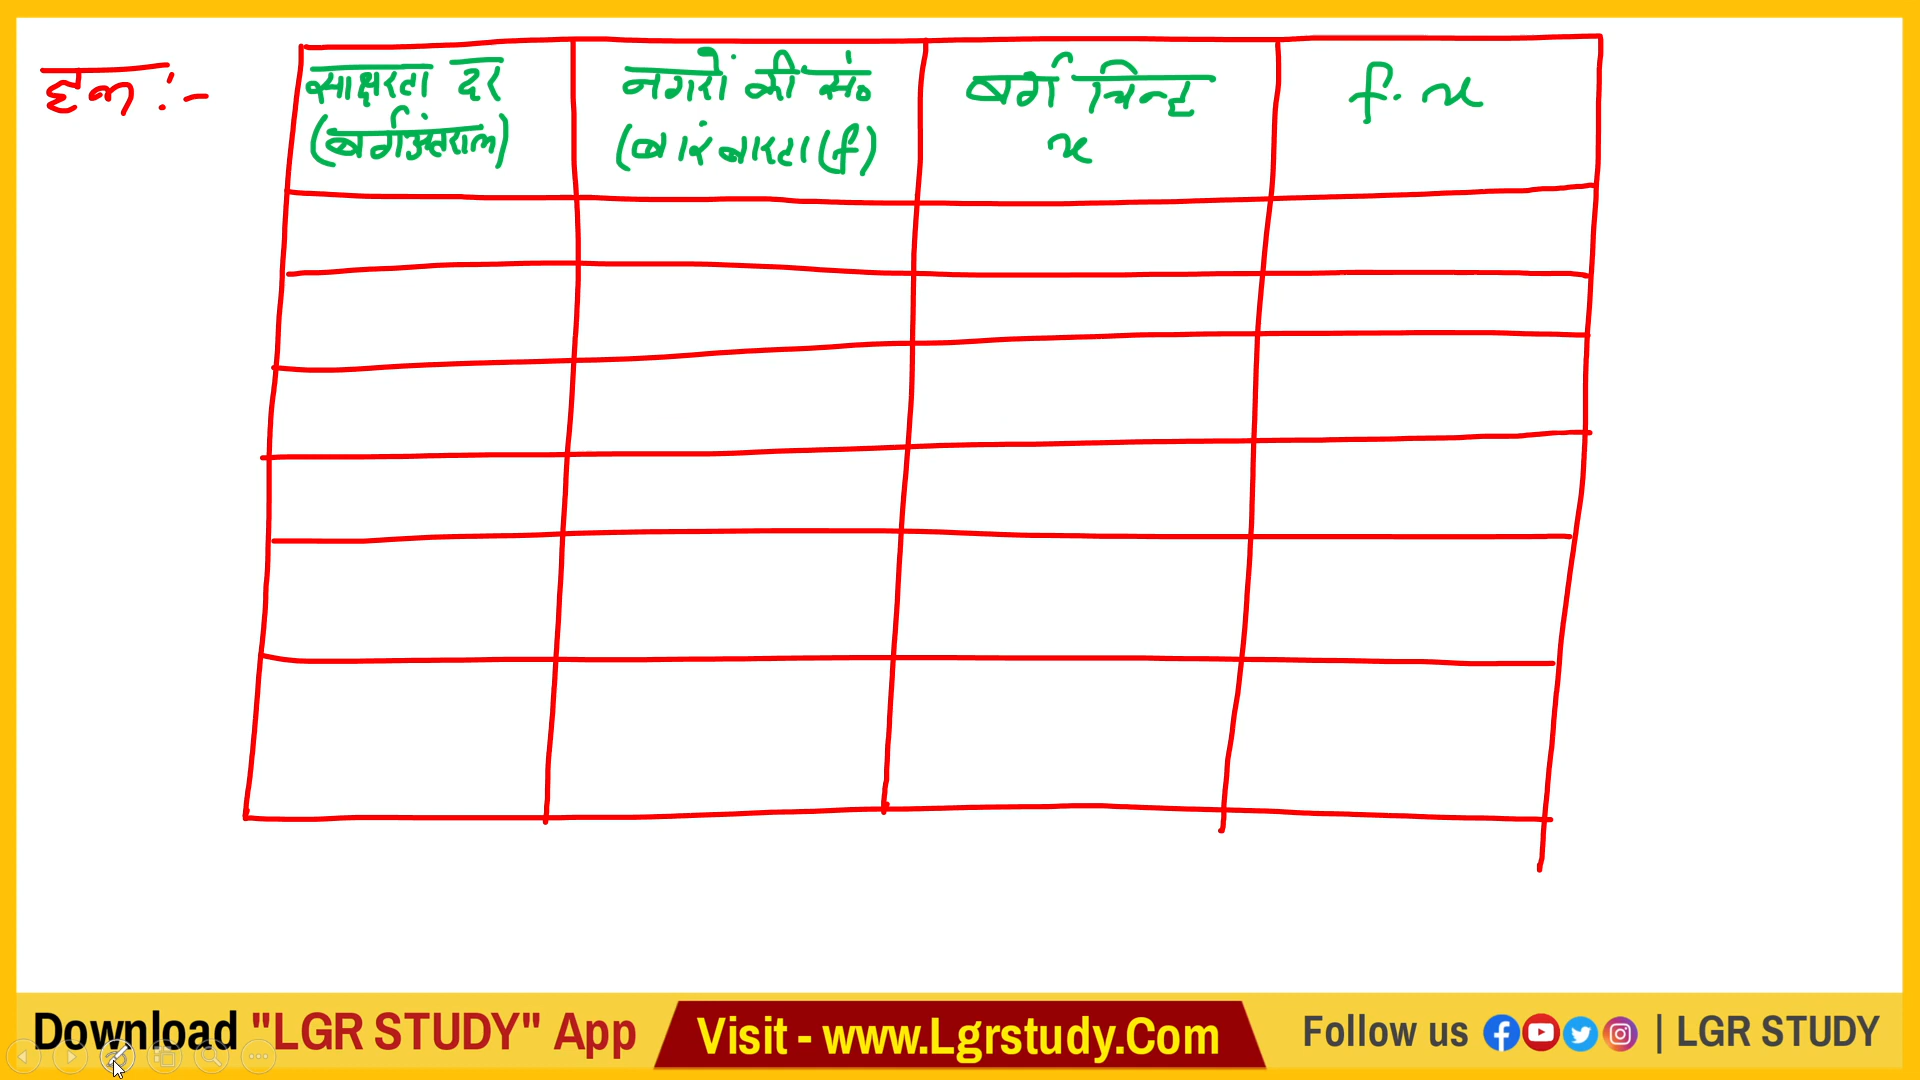 हल :-
साक्षरता दर
(वर्ग अंतराल)
नगरों की सं०
(बारंबारता (f)
वर्ग चिन्ह
x
f. x
Download "LGR STUDY" App
Visit - www.Lgrstudy.Com
Follow us | LGR STUDY